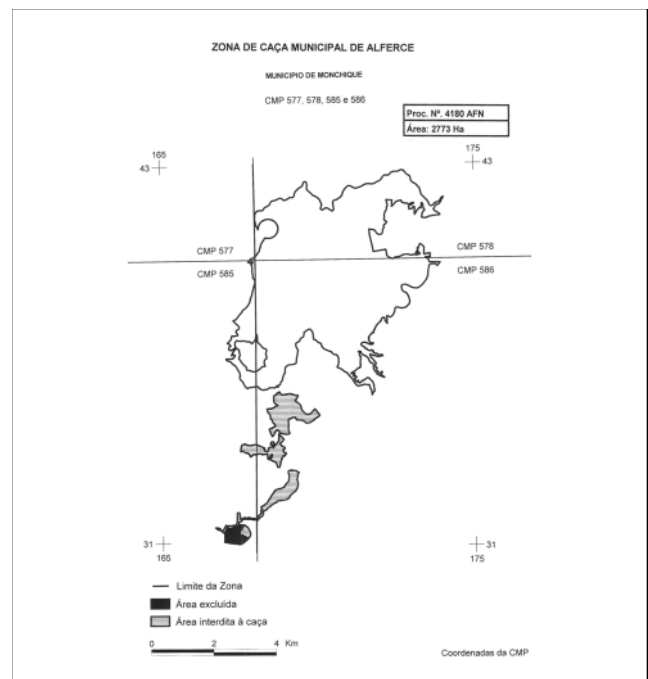 ZONA DE CAÇA MUNICIPAL DE ALFERCE
MUNICIPIO DE MONCHIQUE
CMP 577, 578, 585 e 586
Proc. Nº. 4180 AFN
Área: 2773 Ha
165
43
175
43
CMP 577
CMP 578
CMP 585
CMP 586
31
165
31
175
Limite da Zona
Área excluída
Área interdita à caça
0 2 4 Km
Coordenadas da CMP